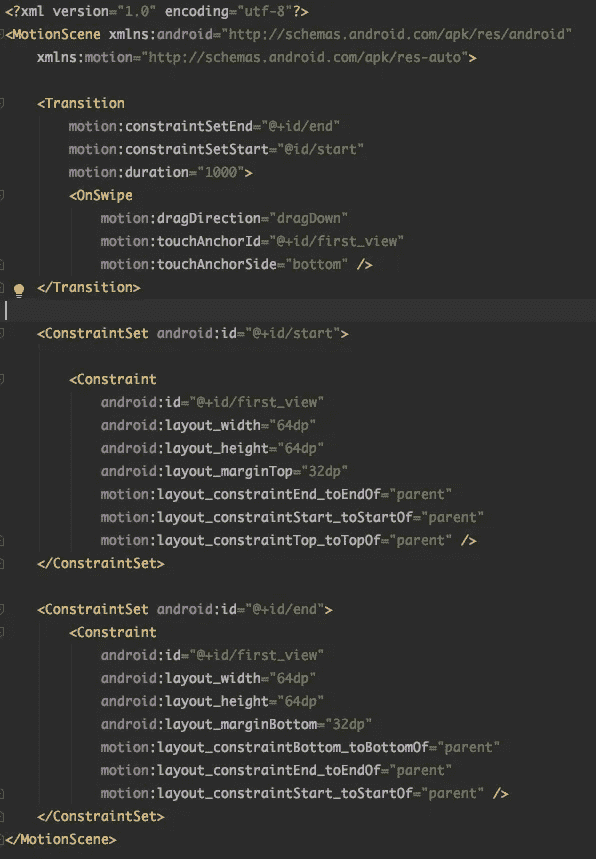 <?xml version="1.0" encoding="utf-8"?>
<MotionScene xmlns:android="http://schemas.android.com/apk/res/android"
    xmlns:motion="http://schemas.android.com/apk/res-auto">

    <Transition
        motion:constraintSetEnd="@+id/end"
        motion:constraintSetStart="@id/start"
        motion:duration="1000">
        <OnSwipe
            motion:dragDirection="dragDown"
            motion:touchAnchorId="@+id/first_view"
            motion:touchAnchorSide="bottom" />
    </Transition>

    <ConstraintSet android:id="@+id/start">

        <Constraint
            android:id="@+id/first_view"
            android:layout_width="64dp"
            android:layout_height="64dp"
            android:layout_marginTop="32dp"
            motion:layout_constraintEnd_toEndOf="parent"
            motion:layout_constraintStart_toStartOf="parent"
            motion:layout_constraintTop_toTopOf="parent" />
    </ConstraintSet>

    <ConstraintSet android:id="@+id/end">
        <Constraint
            android:id="@+id/first_view"
            android:layout_width="64dp"
            android:layout_height="64dp"
            android:layout_marginBottom="32dp"
            motion:layout_constraintBottom_toBottomOf="parent"
            motion:layout_constraintEnd_toEndOf="parent"
            motion:layout_constraintStart_toStartOf="parent" />
    </ConstraintSet>
</MotionScene>